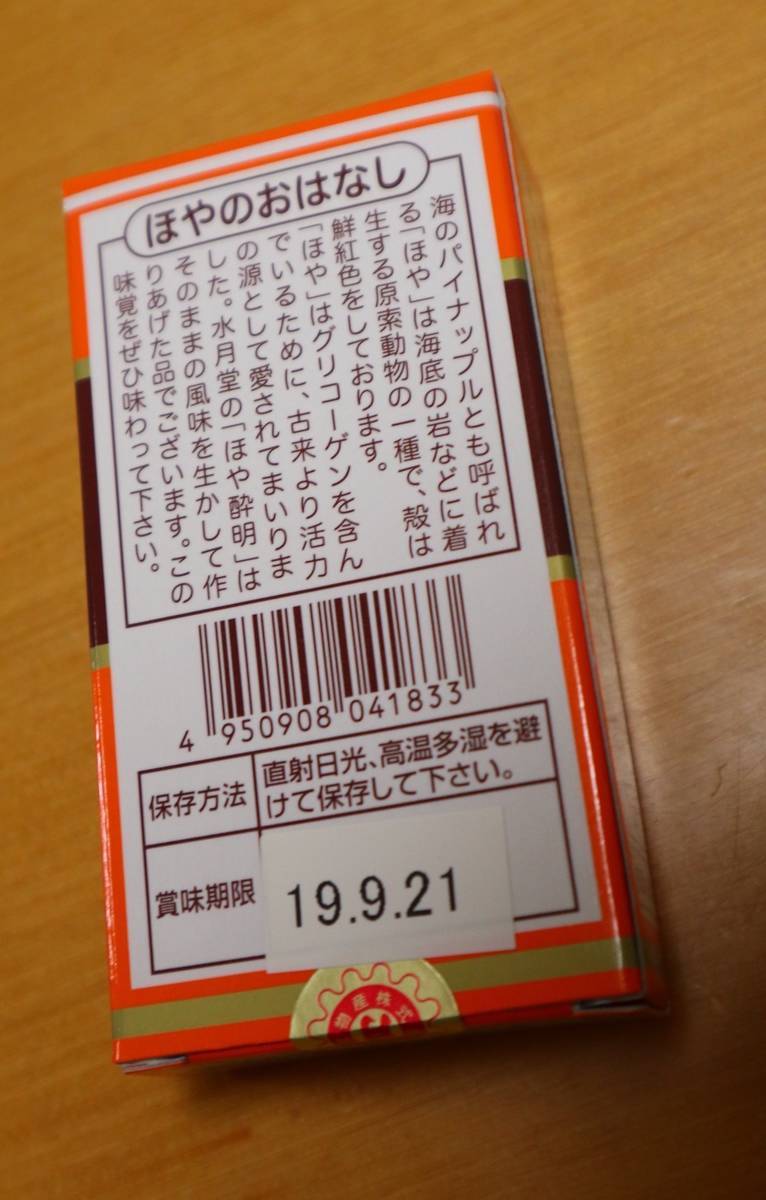 ほやのおはなし
海のパイナップルとも呼ばれ
る「ほや」は海底の岩などに着
生する原索動物の一種で、殻は
鮮紅色をしております。
「ほや」はグリコーゲンを含ん
でいるために、古来より活力
の源として愛されてまいりま
した。水月堂の「ほや酔明」は
そのままの風味を生かして作
りあげた品でございます。この
味覚をぜひ味わって下さい。
4 950908 041833
保存方法
直射日光、高温多湿を避
けて保存して下さい。
賞味期限
19.9.21
産株式